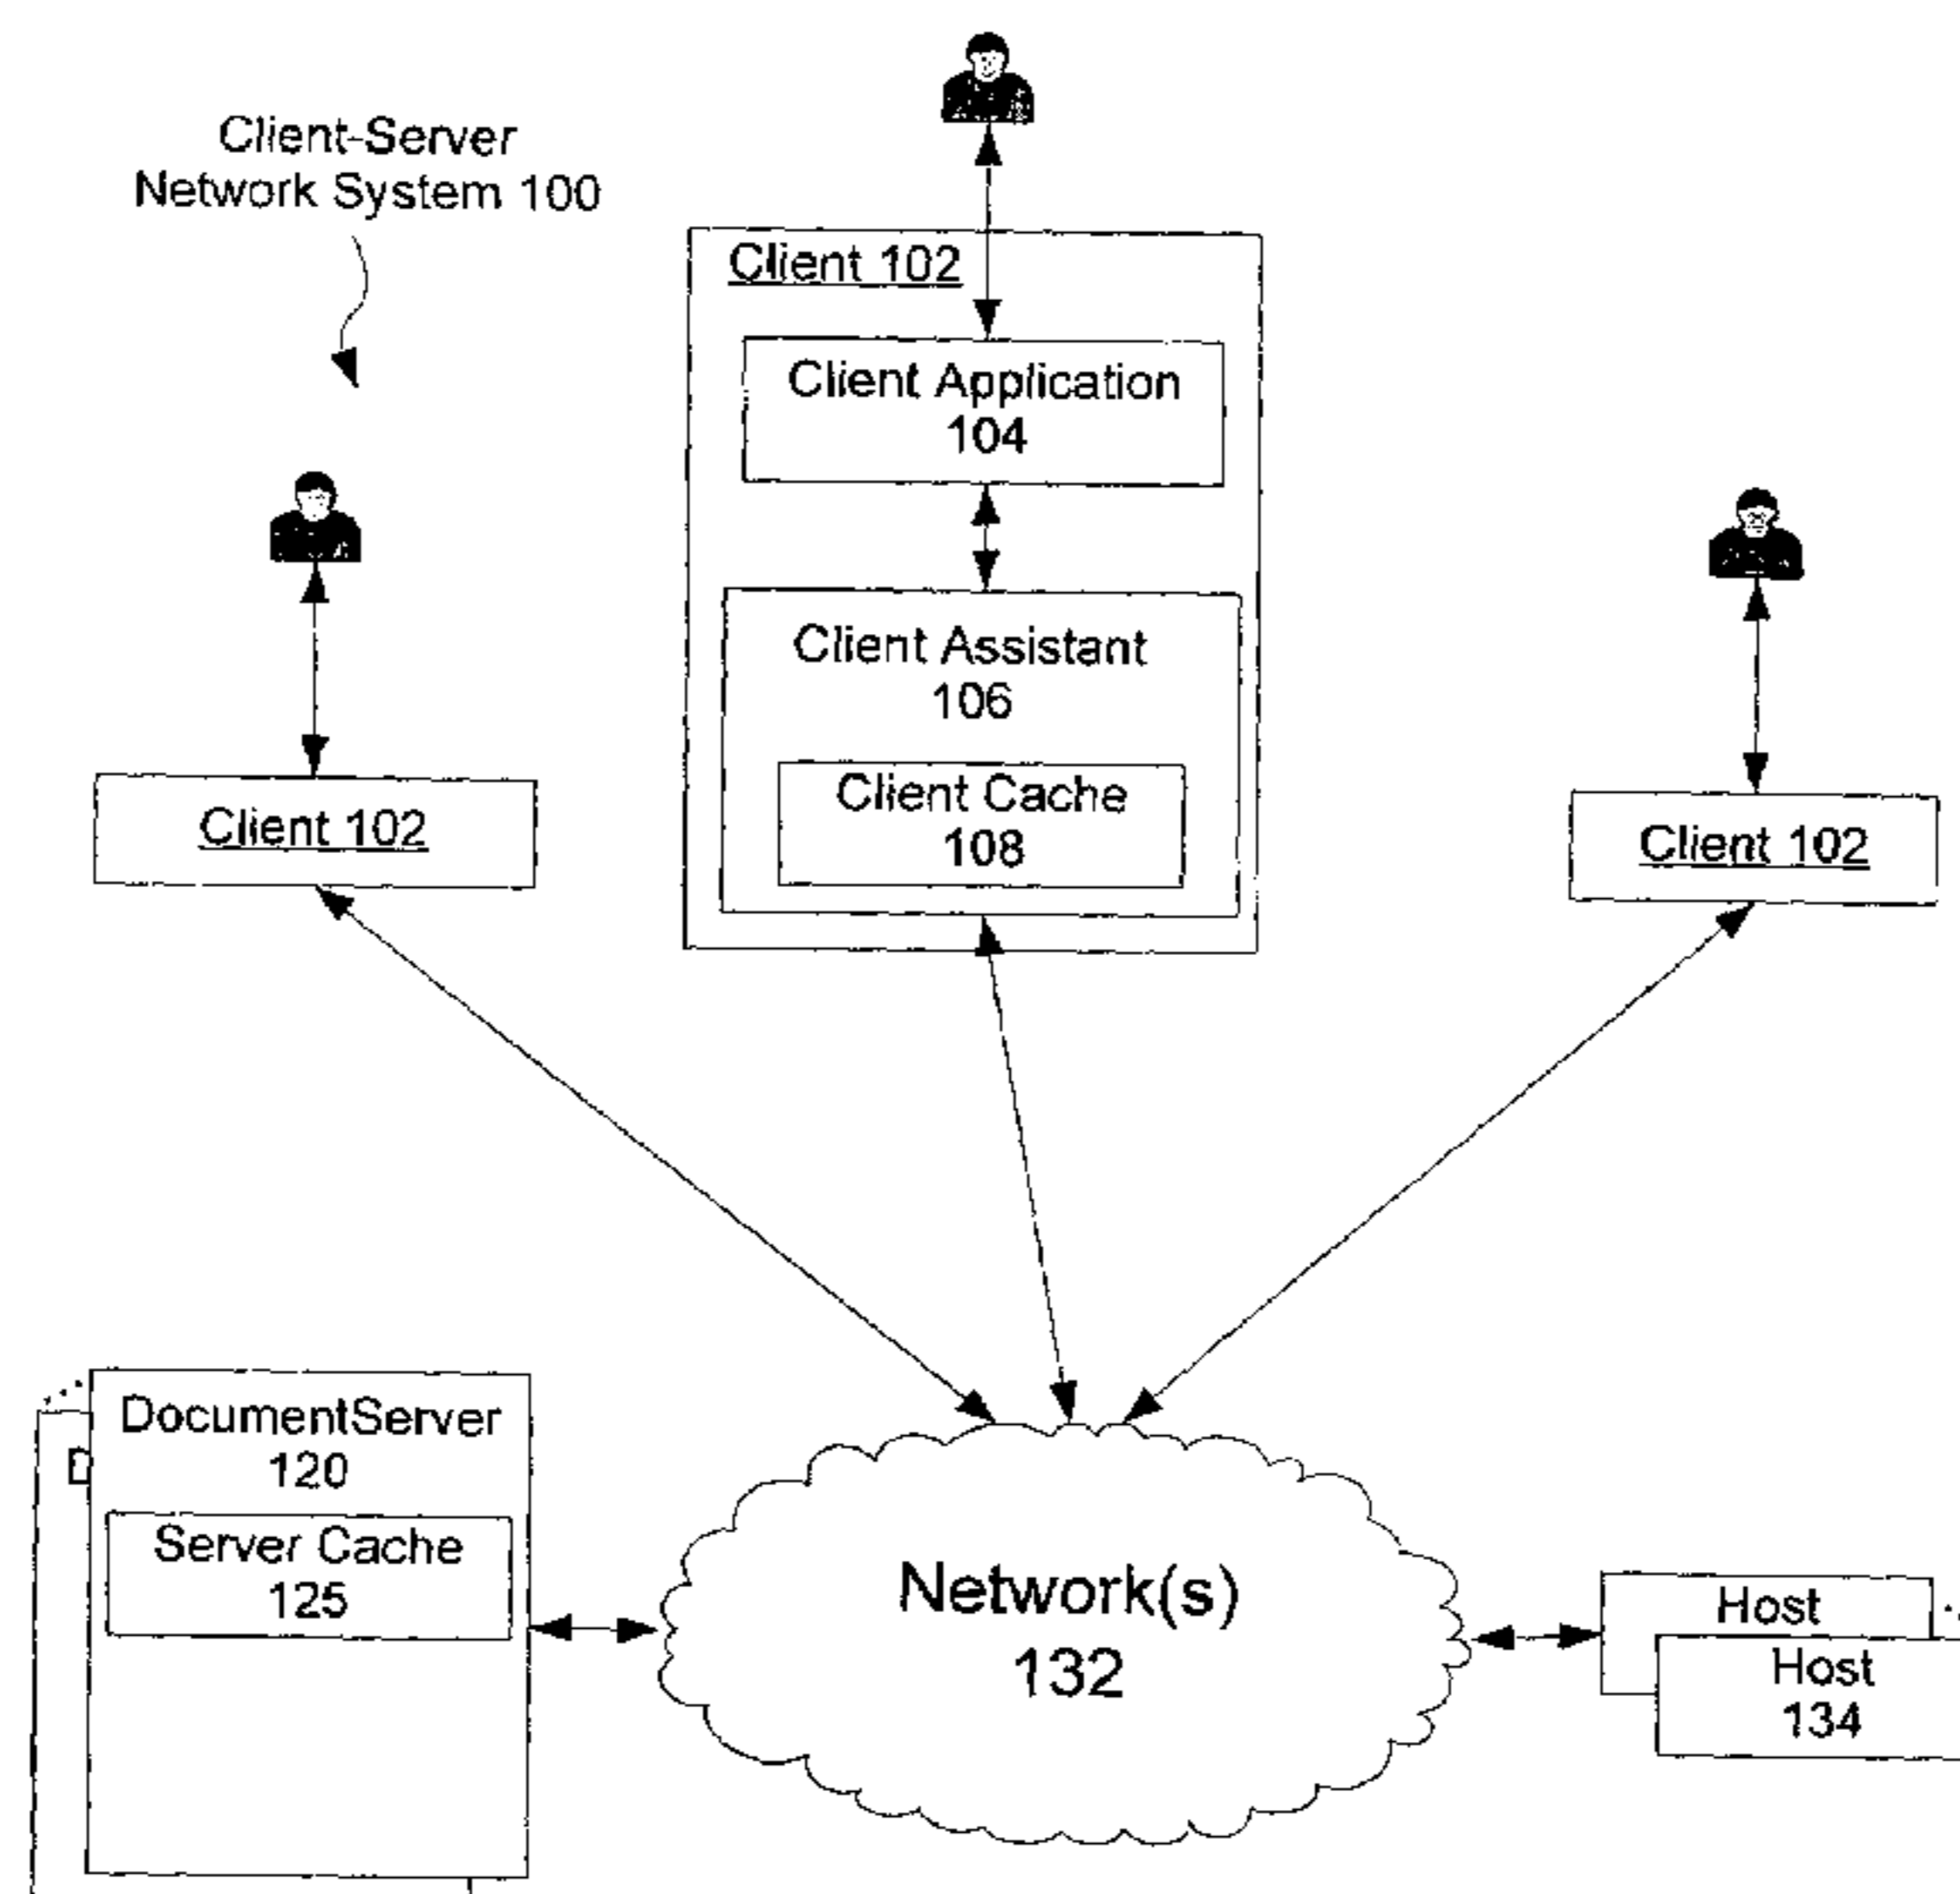 Client-Server
Network System 100
Client 102
Client Application
104
Client Assistant
106
Client Cache
108
Client 102
Client 102
DocumentServer
120
D
Server Cache
125
Network(s)
132
Host
Host
134